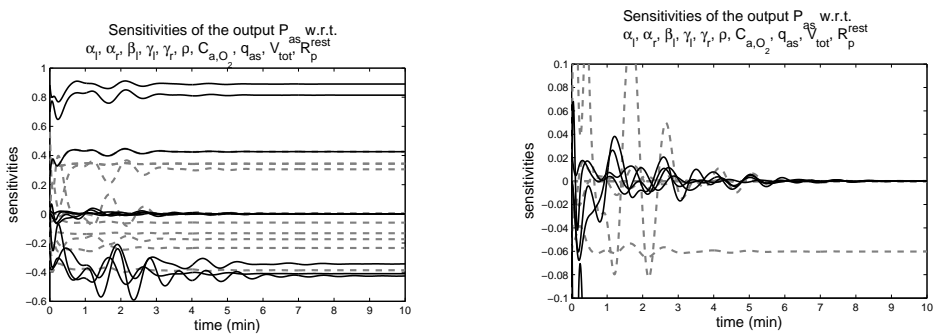 Sensitivities of the output P_as w.r.t.
α_l, α_r, β_l, γ_l, γ_r, ρ, C_a,O_2, q_as, V_tot, R_p^rest
1
0.8
0.6
0.4
0.2
0
−0.2
−0.4
−0.6
sensitivities
0 1 2 3 4 5 6 7 8 9 10
time (min)
Sensitivities of the output P_as w.r.t.
α_l, α_r, β_l, γ_l, γ_r, ρ, C_a,O_2, q_as, V_tot, R_p^rest
0.1
0.08
0.06
0.04
0.02
0
−0.02
−0.04
−0.06
−0.08
−0.1
sensitivities
0 1 2 3 4 5 6 7 8 9 10
time (min)